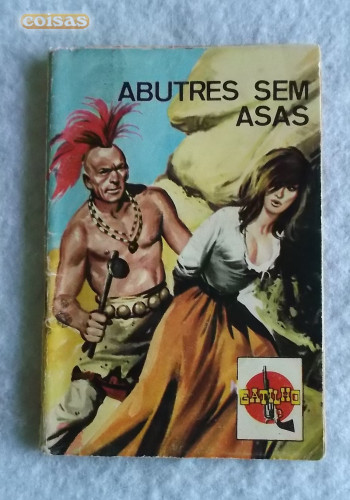 coisas
ABUTRES SEM
ASAS
GATILHO